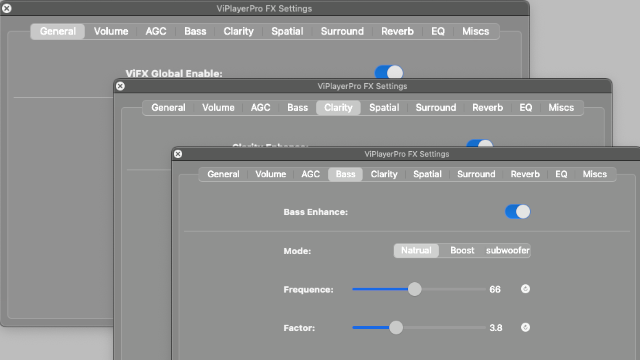 ViPlayerPro FX Settings
General Volume AGC Bass Clarity Spatial Surround Reverb EQ Miscs
ViFX Global Enable:
ViPlayerPro FX Settings
General Volume AGC Bass Clarity Spatial Surround Reverb EQ Miscs
Clarity Enhance:
ViPlayerPro FX Settings
General Volume AGC Bass Clarity Spatial Surround Reverb EQ Miscs
Bass Enhance:
Mode: Natrual Boost subwoofer
Frequence: 66
Factor: 3.8